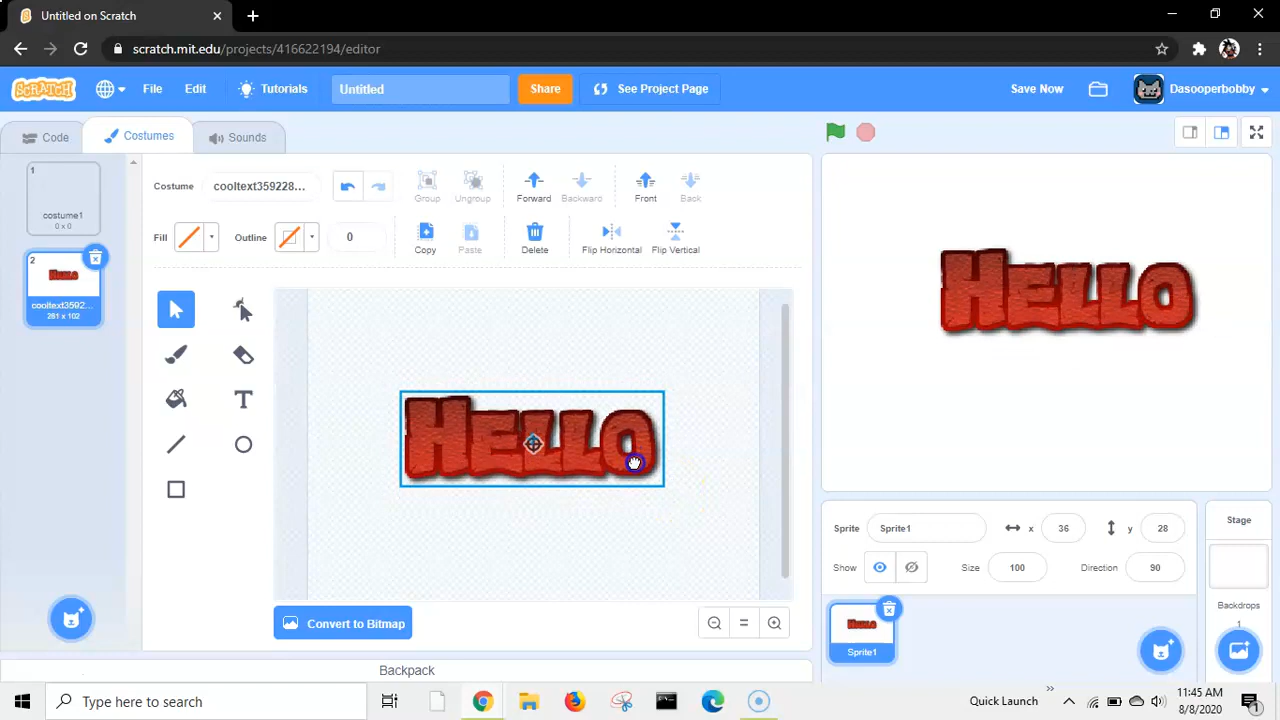 Untitled on Scratch
scratch.mit.edu/projects/416622194/editor
SCRATCH
File
Edit
Tutorials
Untitled
Share
See Project Page
Save Now
Dasooperbobby
Code
Costumes
Sounds
1
costume1
0 x 0
2
Hello
cooltext3592...
261 x 102
Costume
cooltext359228...
Group
Ungroup
Forward
Backward
Front
Back
Fill
Outline
0
Copy
Paste
Delete
Flip Horizontal
Flip Vertical
Hello
Convert to Bitmap
Backpack
Hello
Sprite
Sprite1
x
36
y
28
Show
Size
100
Direction
90
Hello
Sprite1
Stage
Backdrops
1
Type here to search
Quick Launch
11:45 AM
8/8/2020
1